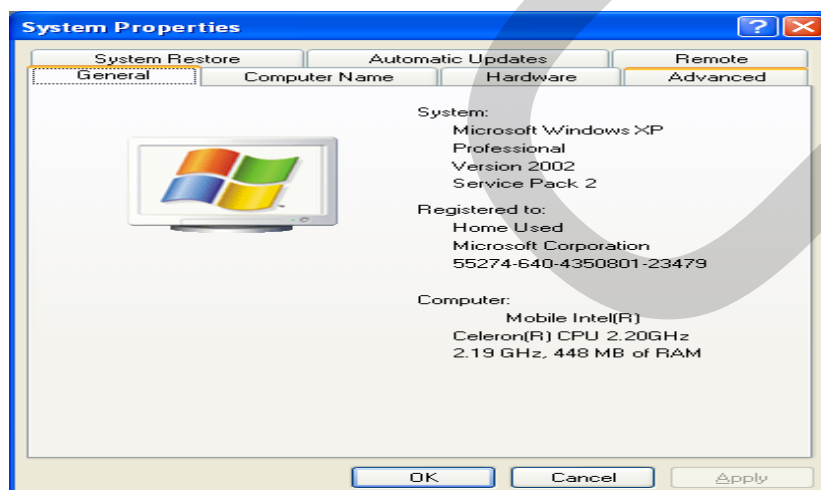 System Properties
System Restore Automatic Updates Remote
General Computer Name Hardware Advanced
System:
Microsoft Windows XP
Professional
Version 2002
Service Pack 2
Registered to:
Home Used
Microsoft Corporation
55274-640-4350801-23479
Computer:
Mobile Intel(R)
Celeron(R) CPU 2.20GHz
2.19 GHz, 448 MB of RAM
OK Cancel Apply